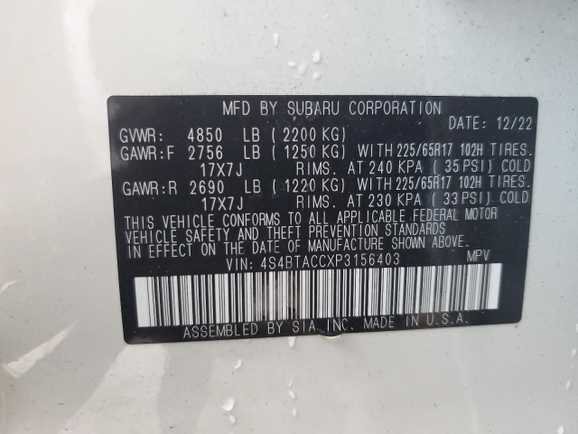 MFD BY SUBARU CORPORATION
DATE: 12/22
GVWR: 4850 LB (2200 KG)
GAWR:F 2756 LB (1250 KG) WITH 225/65R17 102H TIRES.
17X7J RIMS. AT 240 KPA (35 PSI) COLD
GAWR:R 2690 LB (1220 KG) WITH 225/65R17 102H TIRES.
17X7J RIMS. AT 230 KPA (33 PSI) COLD
THIS VEHICLE CONFORMS TO ALL APPLICABLE FEDERAL MOTOR
VEHICLE SAFETY AND THEFT PREVENTION STANDARDS
IN EFFECT ON THE DATE OF MANUFACTURE SHOWN ABOVE.
VIN: 4S4BTACCXP3156403 MPV
ASSEMBLED BY SIA, INC. MADE IN U.S.A.